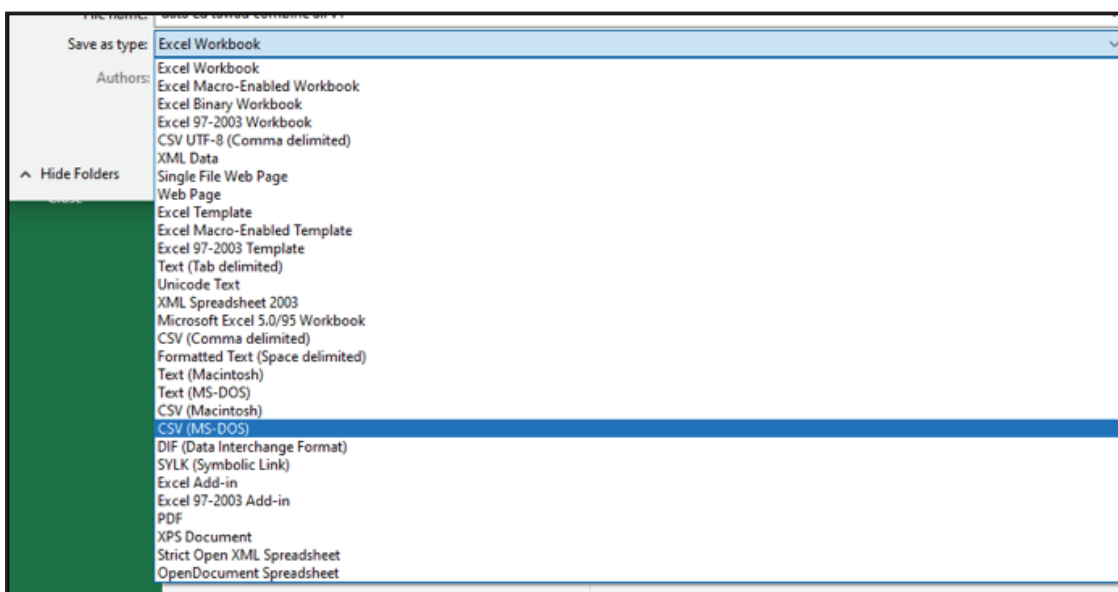 Save as type: Excel Workbook
Authors:
Excel Workbook
Excel Macro-Enabled Workbook
Excel Binary Workbook
Excel 97-2003 Workbook
CSV UTF-8 (Comma delimited)
XML Data
Single File Web Page
Web Page
Excel Template
Excel Macro-Enabled Template
Excel 97-2003 Template
Text (Tab delimited)
Unicode Text
XML Spreadsheet 2003
Microsoft Excel 5.0/95 Workbook
CSV (Comma delimited)
Formatted Text (Space delimited)
Text (Macintosh)
Text (MS-DOS)
CSV (Macintosh)
CSV (MS-DOS)
DIF (Data Interchange Format)
SYLK (Symbolic Link)
Excel Add-in
Excel 97-2003 Add-in
PDF
XPS Document
Strict Open XML Spreadsheet
OpenDocument Spreadsheet
Hide Folders